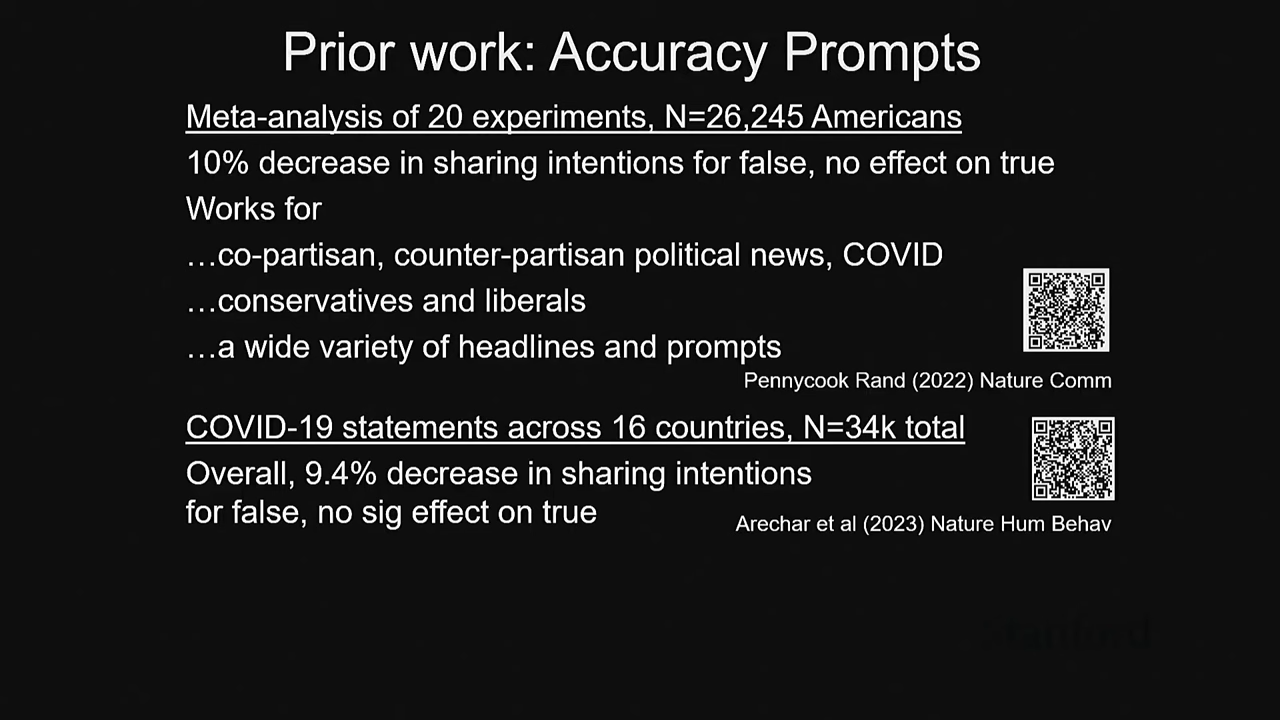 Prior work: Accuracy Prompts
Meta-analysis of 20 experiments, N=26,245 Americans
10% decrease in sharing intentions for false, no effect on true
Works for
…co-partisan, counter-partisan political news, COVID
…conservatives and liberals
…a wide variety of headlines and prompts
Pennycook Rand (2022) Nature Comm
COVID-19 statements across 16 countries, N=34k total
Overall, 9.4% decrease in sharing intentions
for false, no sig effect on true
Arechar et al (2023) Nature Hum Behav
Stanford